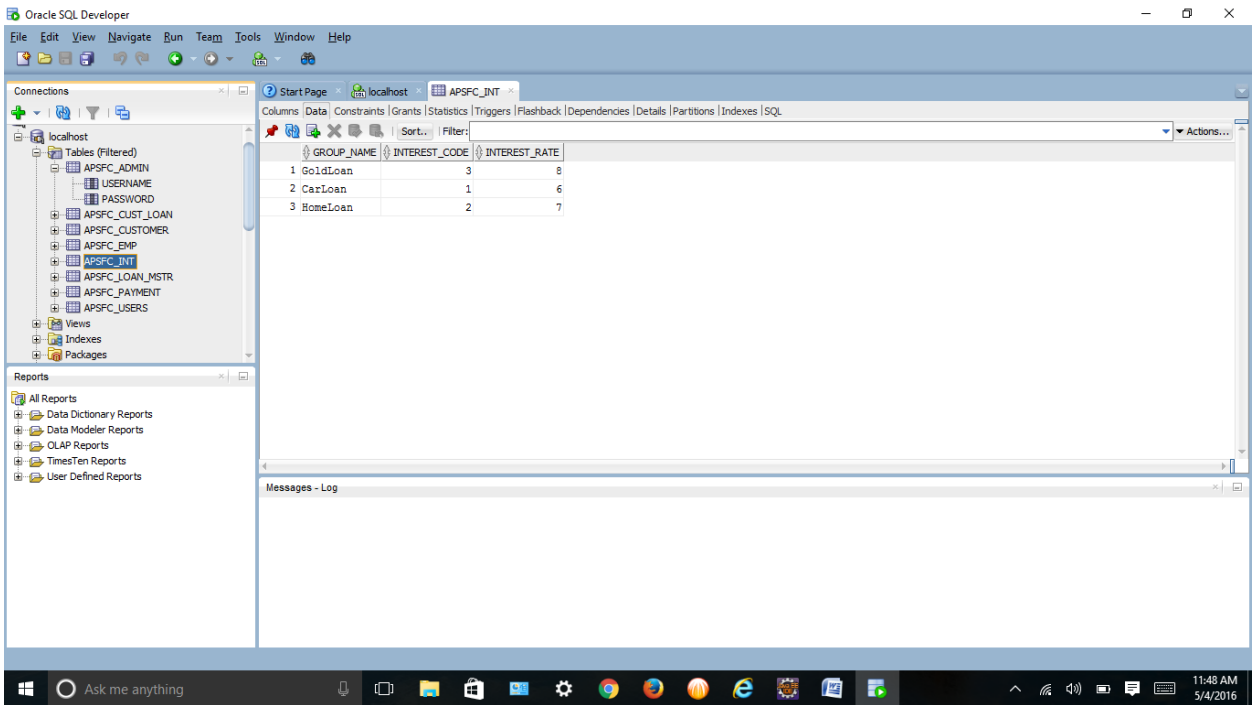 Oracle SQL Developer
File Edit View Navigate Run Team Tools Window Help
Connections
localhost
Tables (Filtered)
APSFC_ADMIN
USERNAME
PASSWORD
APSFC_CUST_LOAN
APSFC_CUSTOMER
APSFC_EMP
APSFC_INT
APSFC_LOAN_MSTR
APSFC_PAYMENT
APSFC_USERS
Views
Indexes
Packages
Reports
All Reports
Data Dictionary Reports
Data Modeler Reports
OLAP Reports
TimesTen Reports
User Defined Reports
Start Page localhost APSFC_INT
Columns Data Constraints Grants Statistics Triggers Flashback Dependencies Details Partitions Indexes SQL
Sort.. Filter: Actions...
GROUP_NAME INTEREST_CODE INTEREST_RATE
1 GoldLoan 3 8
2 CarLoan 1 6
3 HomeLoan 2 7
Messages - Log
Ask me anything
11:48 AM
5/4/2016